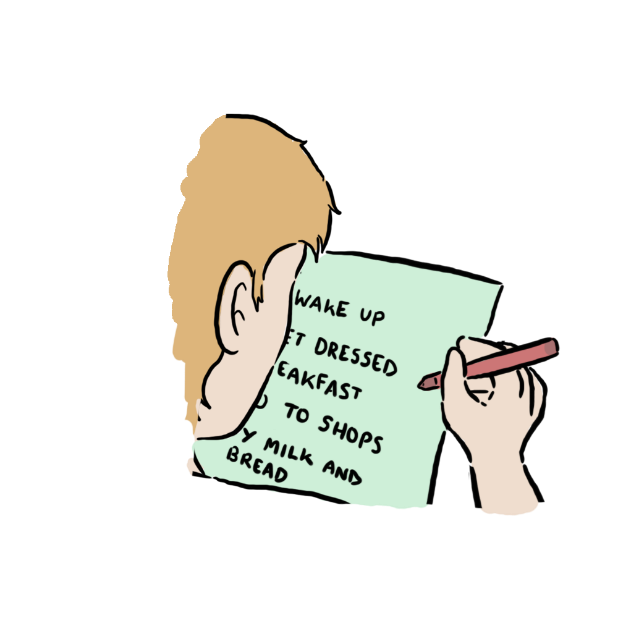 WAKE UP
ET DRESSED
EAKFAST
O TO SHOPS
Y MILK AND
BREAD